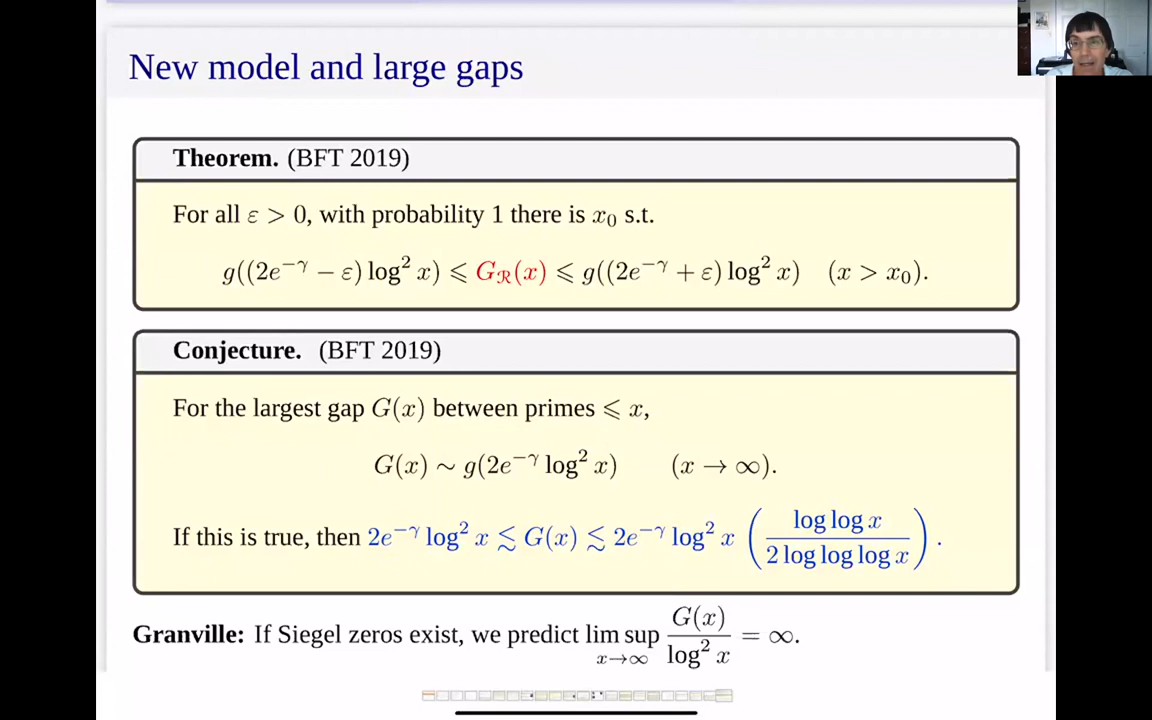 New model and large gaps
Theorem. (BFT 2019)
For all ε > 0, with probability 1 there is x₀ s.t.
g((2e^{−γ} − ε) log² x) ⩽ G_ℛ(x) ⩽ g((2e^{−γ} + ε) log² x) (x > x₀).
Conjecture. (BFT 2019)
For the largest gap G(x) between primes ⩽ x,
G(x) ∼ g(2e^{−γ} log² x) (x → ∞).
If this is true, then 2e^{−γ} log² x ≲ G(x) ≲ 2e^{−γ} log² x (log log x / 2 log log log x).
Granville: If Siegel zeros exist, we predict lim sup_{x→∞} G(x) / log² x = ∞.